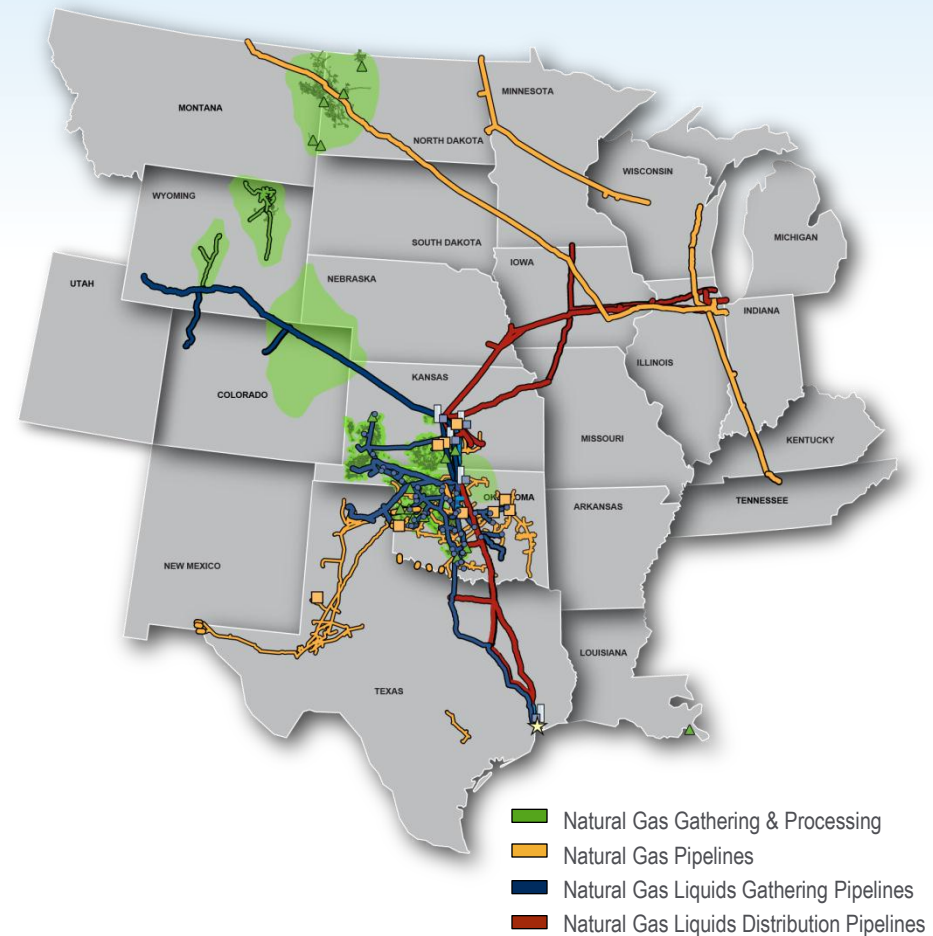 MONTANA
NORTH DAKOTA
MINNESOTA
WISCONSIN
MICHIGAN
WYOMING
SOUTH DAKOTA
IOWA
UTAH
NEBRASKA
INDIANA
ILLINOIS
COLORADO
KANSAS
MISSOURI
KENTUCKY
TENNESSEE
OKLAHOMA
ARKANSAS
NEW MEXICO
LOUISIANA
TEXAS
Natural Gas Gathering & Processing
Natural Gas Pipelines
Natural Gas Liquids Gathering Pipelines
Natural Gas Liquids Distribution Pipelines